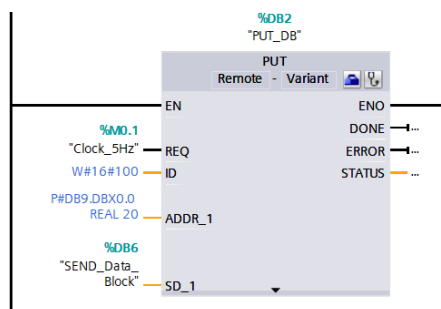 %DB2
"PUT_DB"
PUT
Remote - Variant
EN
ENO
DONE
...
%M0.1
"Clock_5Hz"
REQ
ERROR
...
W#16#100
ID
STATUS
...
P#DB9.DBX0.0
REAL 20
ADDR_1
%DB6
"SEND_Data_
Block"
SD_1